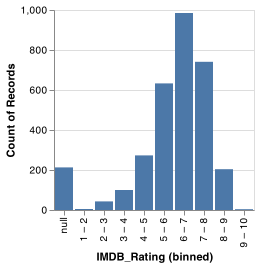 1,000
800
600
400
200
0
Count of Records
null
1 – 2
2 – 3
3 – 4
4 – 5
5 – 6
6 – 7
7 – 8
8 – 9
9 – 10
IMDB_Rating (binned)